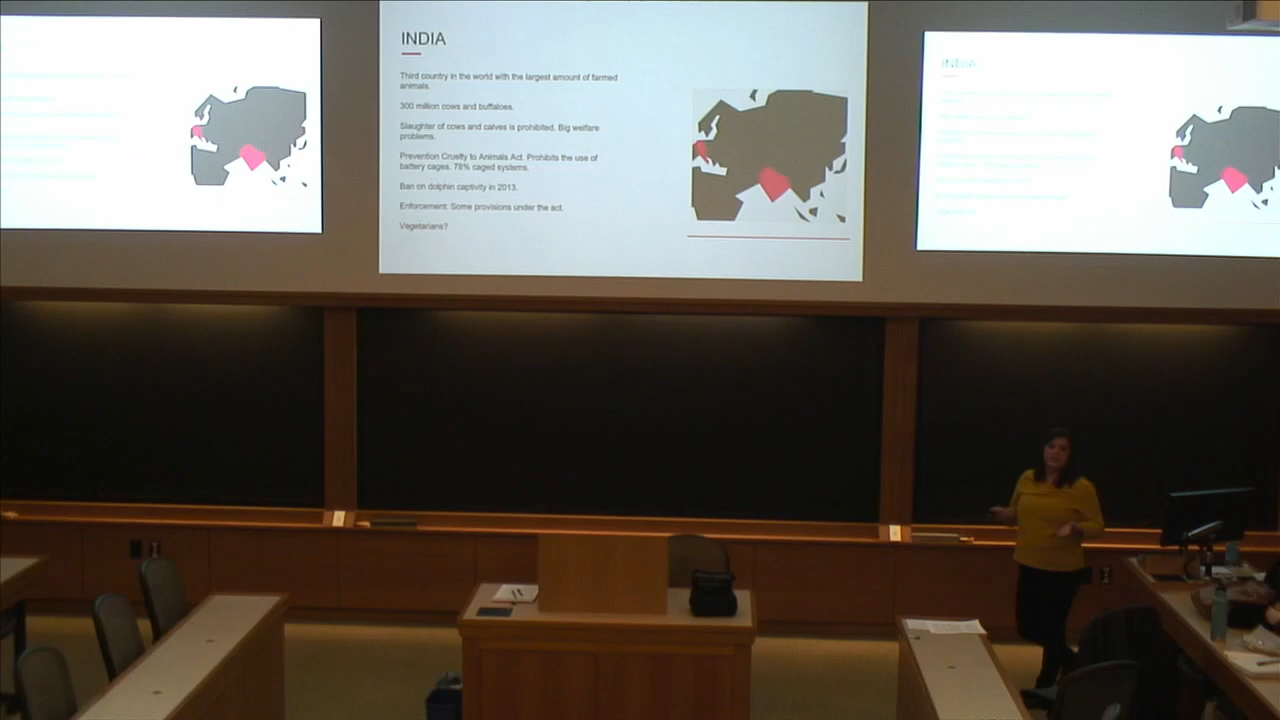 INDIA
Third country in the world with the largest amount of farmed
animals.
300 million cows and buffaloes.
Slaughter of cows and calves is prohibited. Big welfare
problems.
Prevention Cruelty to Animals Act. Prohibits the use of
battery cages. 78% caged systems.
Ban on dolphin captivity in 2013.
Enforcement: Some provisions under the act.
Vegetarians?
INDIA